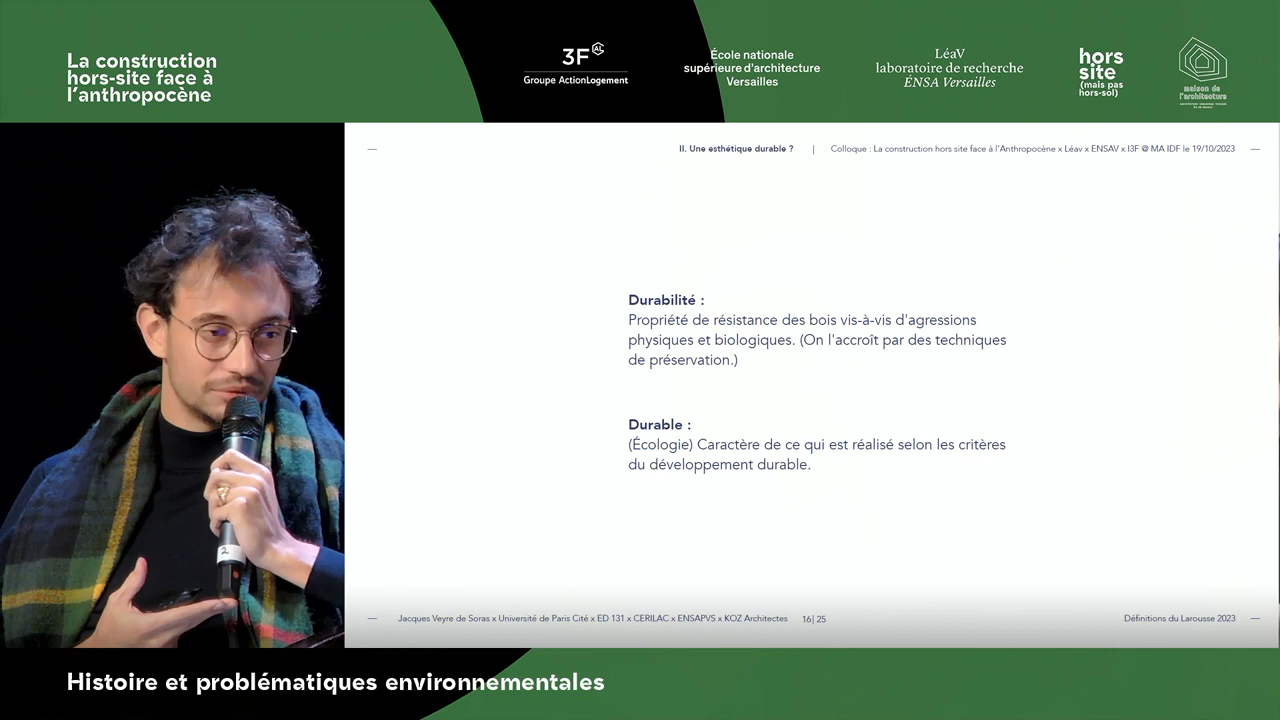 La construction
hors-site face à
l'anthropocène
3F AL
Groupe ActionLogement
École nationale
supérieure d'architecture
Versailles
LéaV
laboratoire de recherche
ÉNSA Versailles
hors
site
(mais pas
hors-sol)
maison de
l'architecture
— II. Une esthétique durable ? | Colloque : La construction hors site face à l'Anthropocène x Léav x ENSAV x I3F @ MA IDF le 19/10/2023 —
Durabilité :
Propriété de résistance des bois vis-à-vis d'agressions
physiques et biologiques. (On l'accroît par des techniques
de préservation.)
Durable :
(Écologie) Caractère de ce qui est réalisé selon les critères
du développement durable.
2
— Jacques Veyre de Soras x Université de Paris Cité x ED 131 x CERILAC x ENSAPVS x KOZ Architectes 16| 25 Définitions du Larousse 2023 —
Histoire et problématiques environnementales